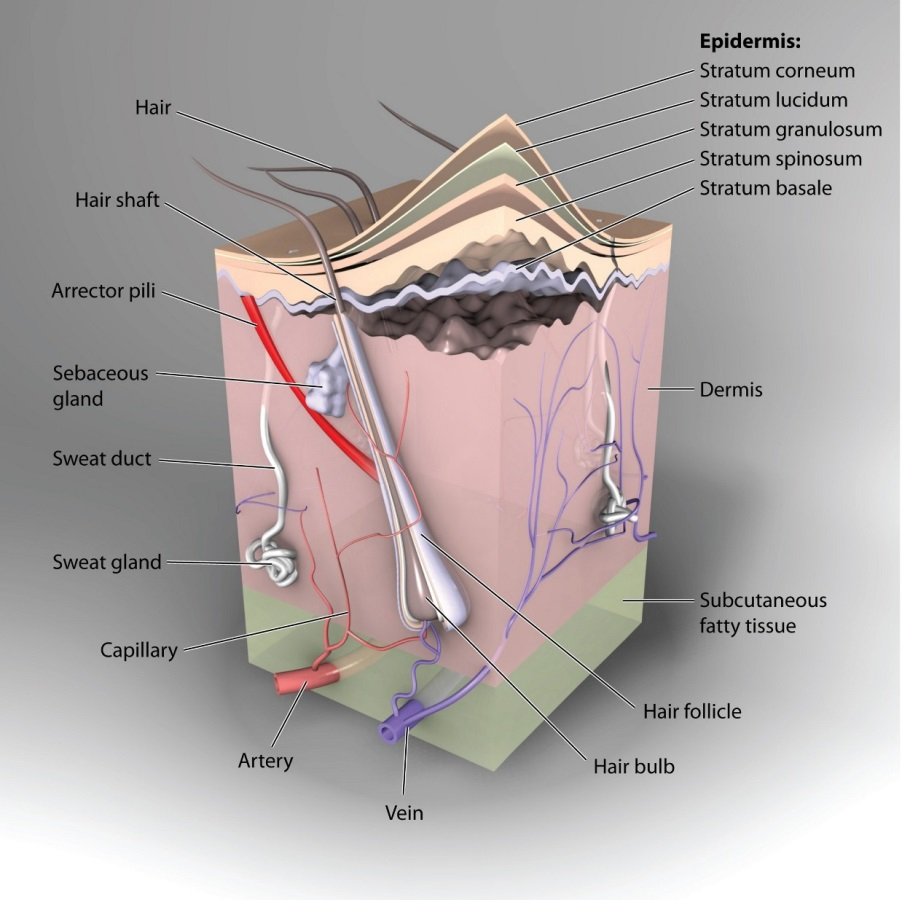 Epidermis:
Stratum corneum
Stratum lucidum
Stratum granulosum
Stratum spinosum
Stratum basale
Hair
Hair shaft
Arrector pili
Sebaceous
gland
Sweat duct
Sweat gland
Capillary
Artery
Vein
Dermis
Subcutaneous
fatty tissue
Hair follicle
Hair bulb